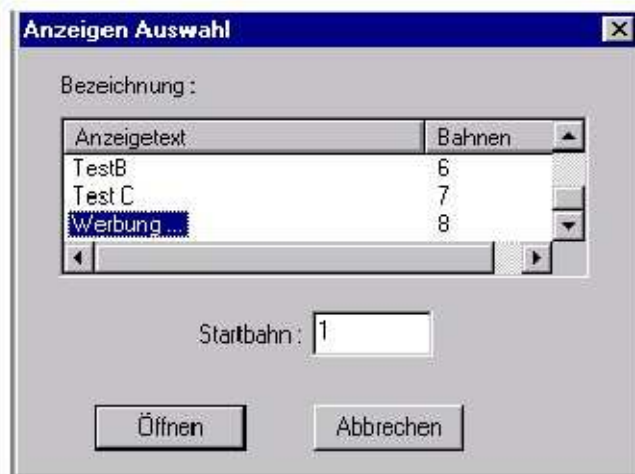 Anzeigen Auswahl
Bezeichnung :
Anzeigetext Bahnen
TestB 6
Test C 7
Werbung ... 8
Startbahn : 1
Öffnen Abbrechen